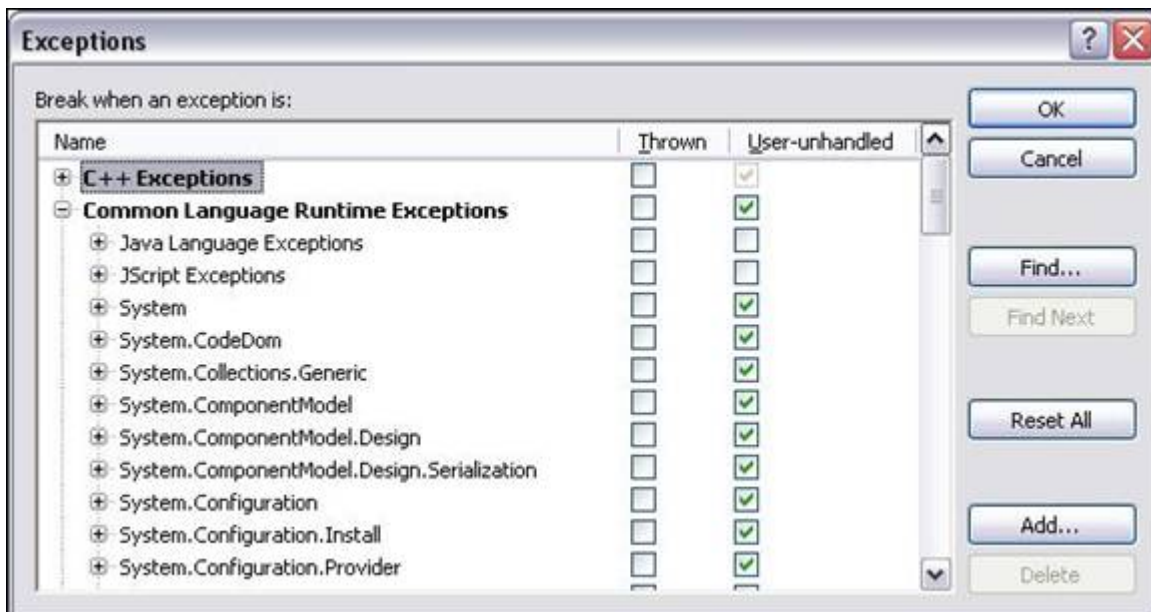 Exceptions
Break when an exception is:
Name Thrown User-unhandled
C++ Exceptions
Common Language Runtime Exceptions
Java Language Exceptions
JScript Exceptions
System
System.CodeDom
System.Collections.Generic
System.ComponentModel
System.ComponentModel.Design
System.ComponentModel.Design.Serialization
System.Configuration
System.Configuration.Install
System.Configuration.Provider
OK
Cancel
Find...
Find Next
Reset All
Add...
Delete